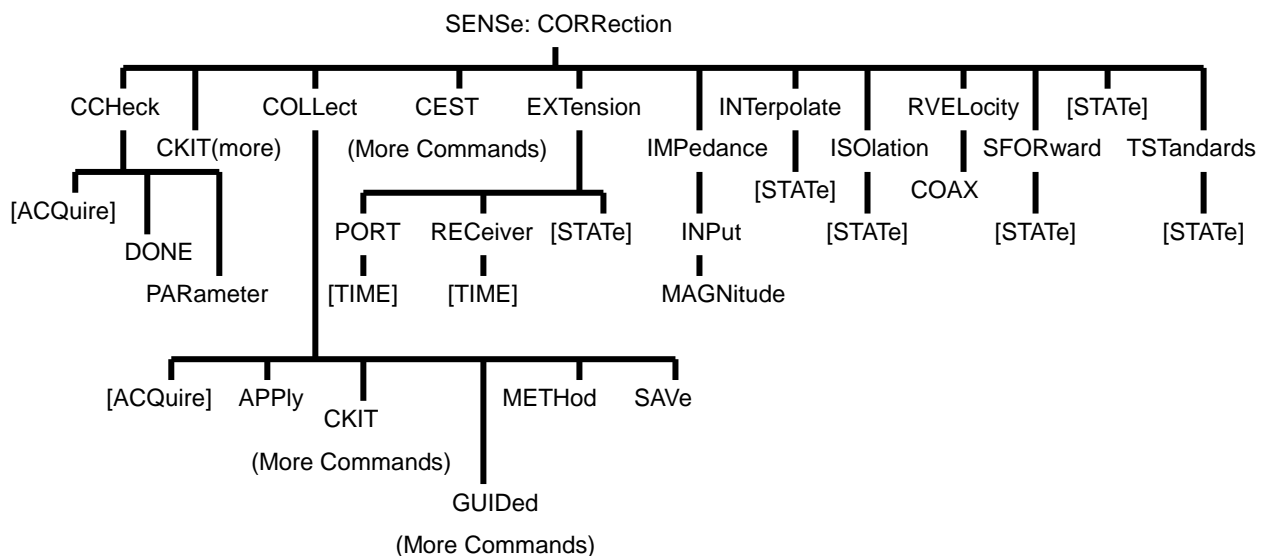 SENSe: CORRection
CCHeck COLLect CEST EXTension INTerpolate RVELocity [STATe]
CKIT(more) (More Commands) IMPedance ISOlation SFORward TSTandards
[ACQuire] [STATe] COAX
DONE PORT RECeiver [STATe] INPut [STATe] [STATe] [STATe]
PARameter [TIME] [TIME] MAGNitude
[ACQuire] APPly CKIT METHod SAVe
(More Commands)
GUIDed
(More Commands)